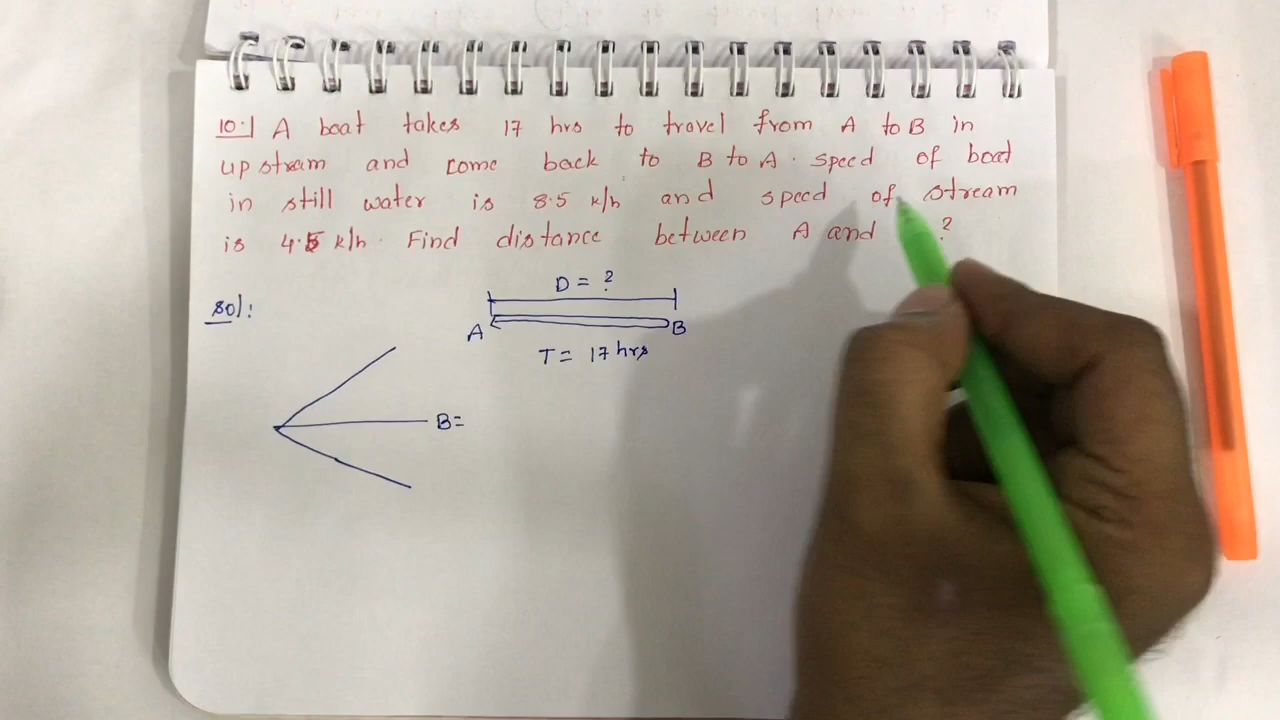 10.) A boat takes 17 hrs to travel from A to B in
up stream and come back to B to A. speed of boat
in still water is 8.5 k/h and speed of stream
is 4.5 k/h. Find distance between A and ?
Sol:
D = ?
A B
T = 17 hrs
B=